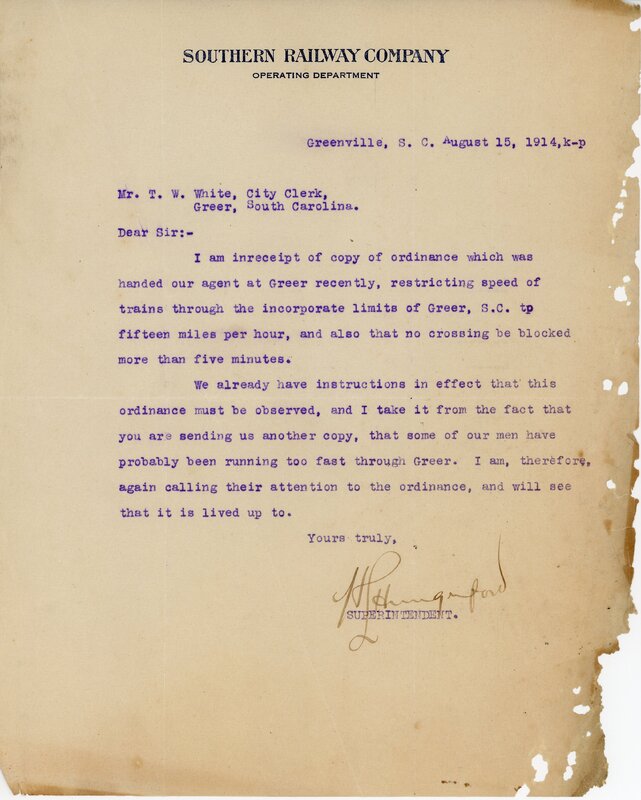 SOUTHERN RAILWAY COMPANY
OPERATING DEPARTMENT
Greenville, S. C. August 15, 1914,k-p
Mr. T. W. White, City Clerk,
Greer, South Carolina.
Dear Sir:-
I am inreceipt of copy of ordinance which was
handed our agent at Greer recently, restricting speed of
trains through the incorporate limits of Greer, S.C. tp
fifteen miles per hour, and also that no crossing be blocked
more than five minutes.
We already have instructions in effect that this
ordinance must be observed, and I take it from the fact that
you are sending us another copy, that some of our men have
probably been running too fast through Greer. I am, therefore,
again calling their attention to the ordinance, and will see
that it is lived up to.
Yours truly,
Hungerford
SUPERINTENDENT.